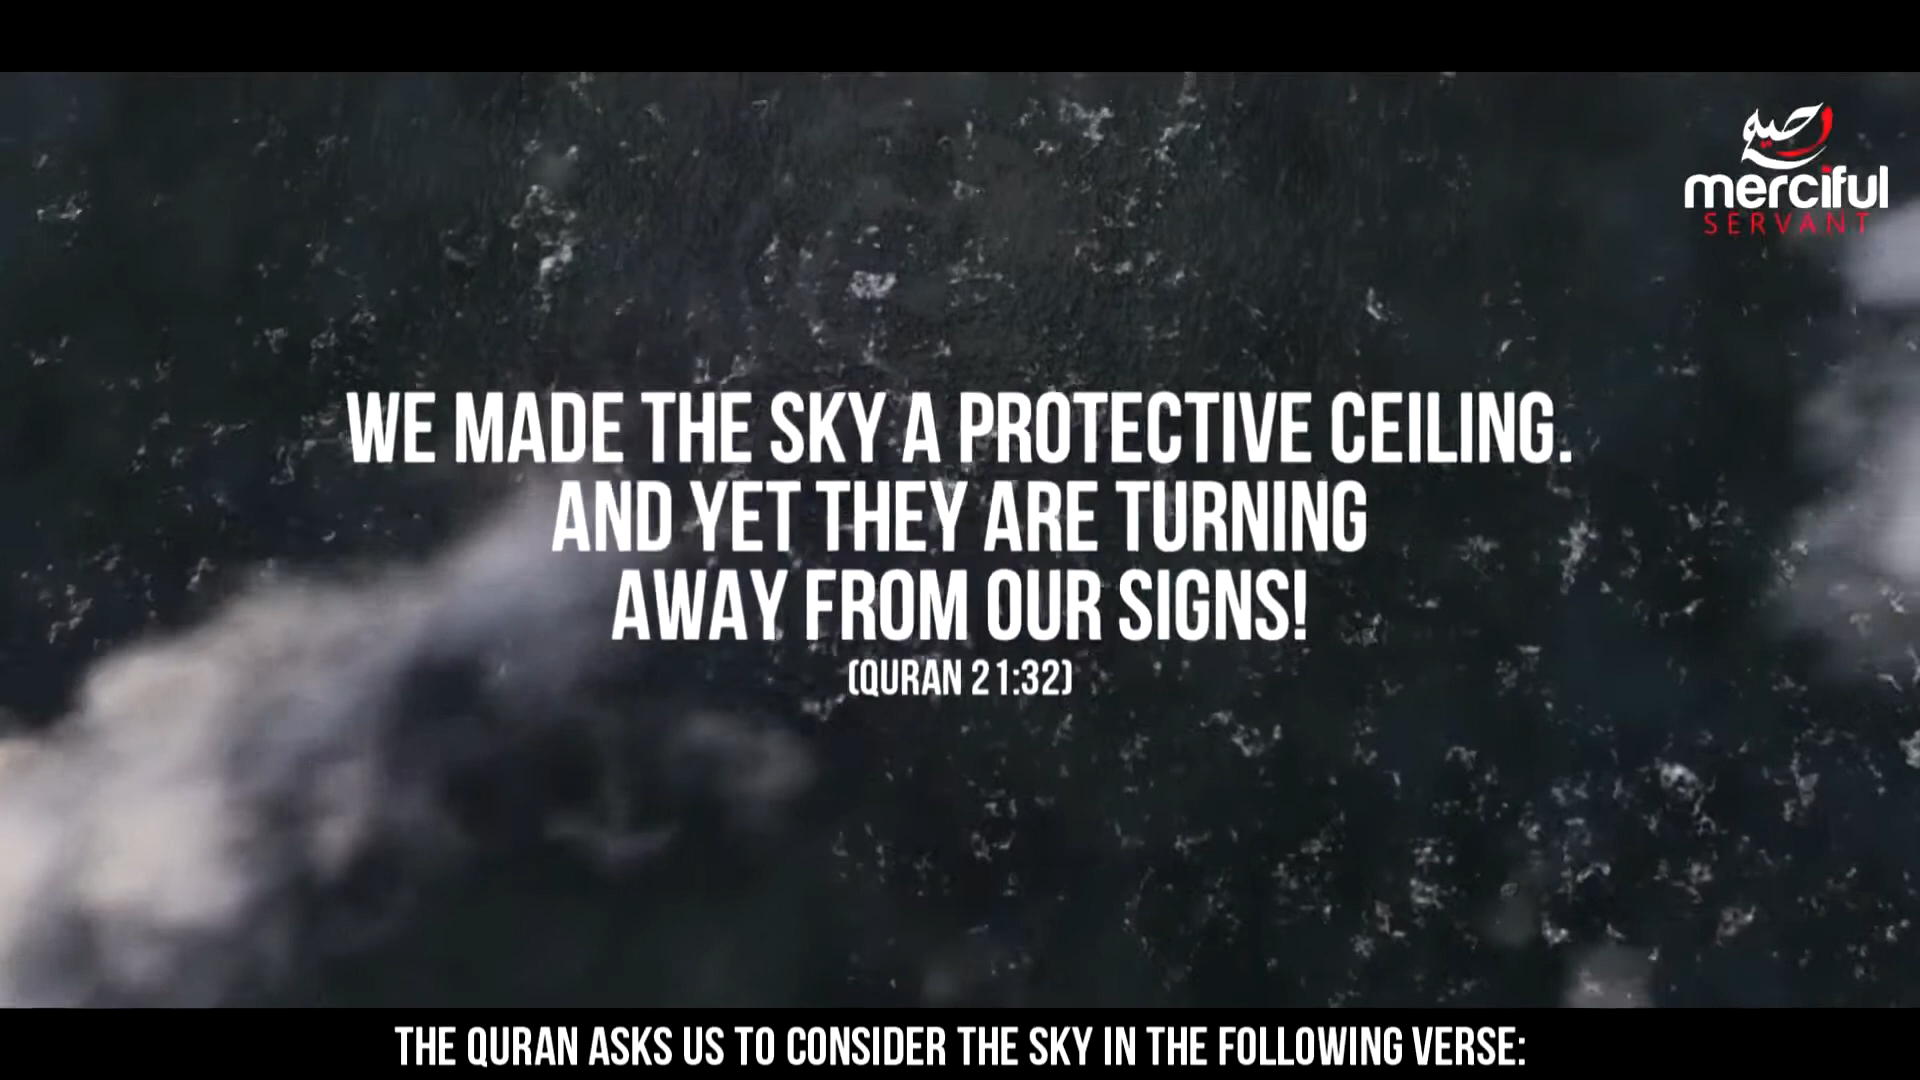 merciful
SERVANT
WE MADE THE SKY A PROTECTIVE CEILING.
AND YET THEY ARE TURNING
AWAY FROM OUR SIGNS!
(QURAN 21:32)
THE QURAN ASKS US TO CONSIDER THE SKY IN THE FOLLOWING VERSE: